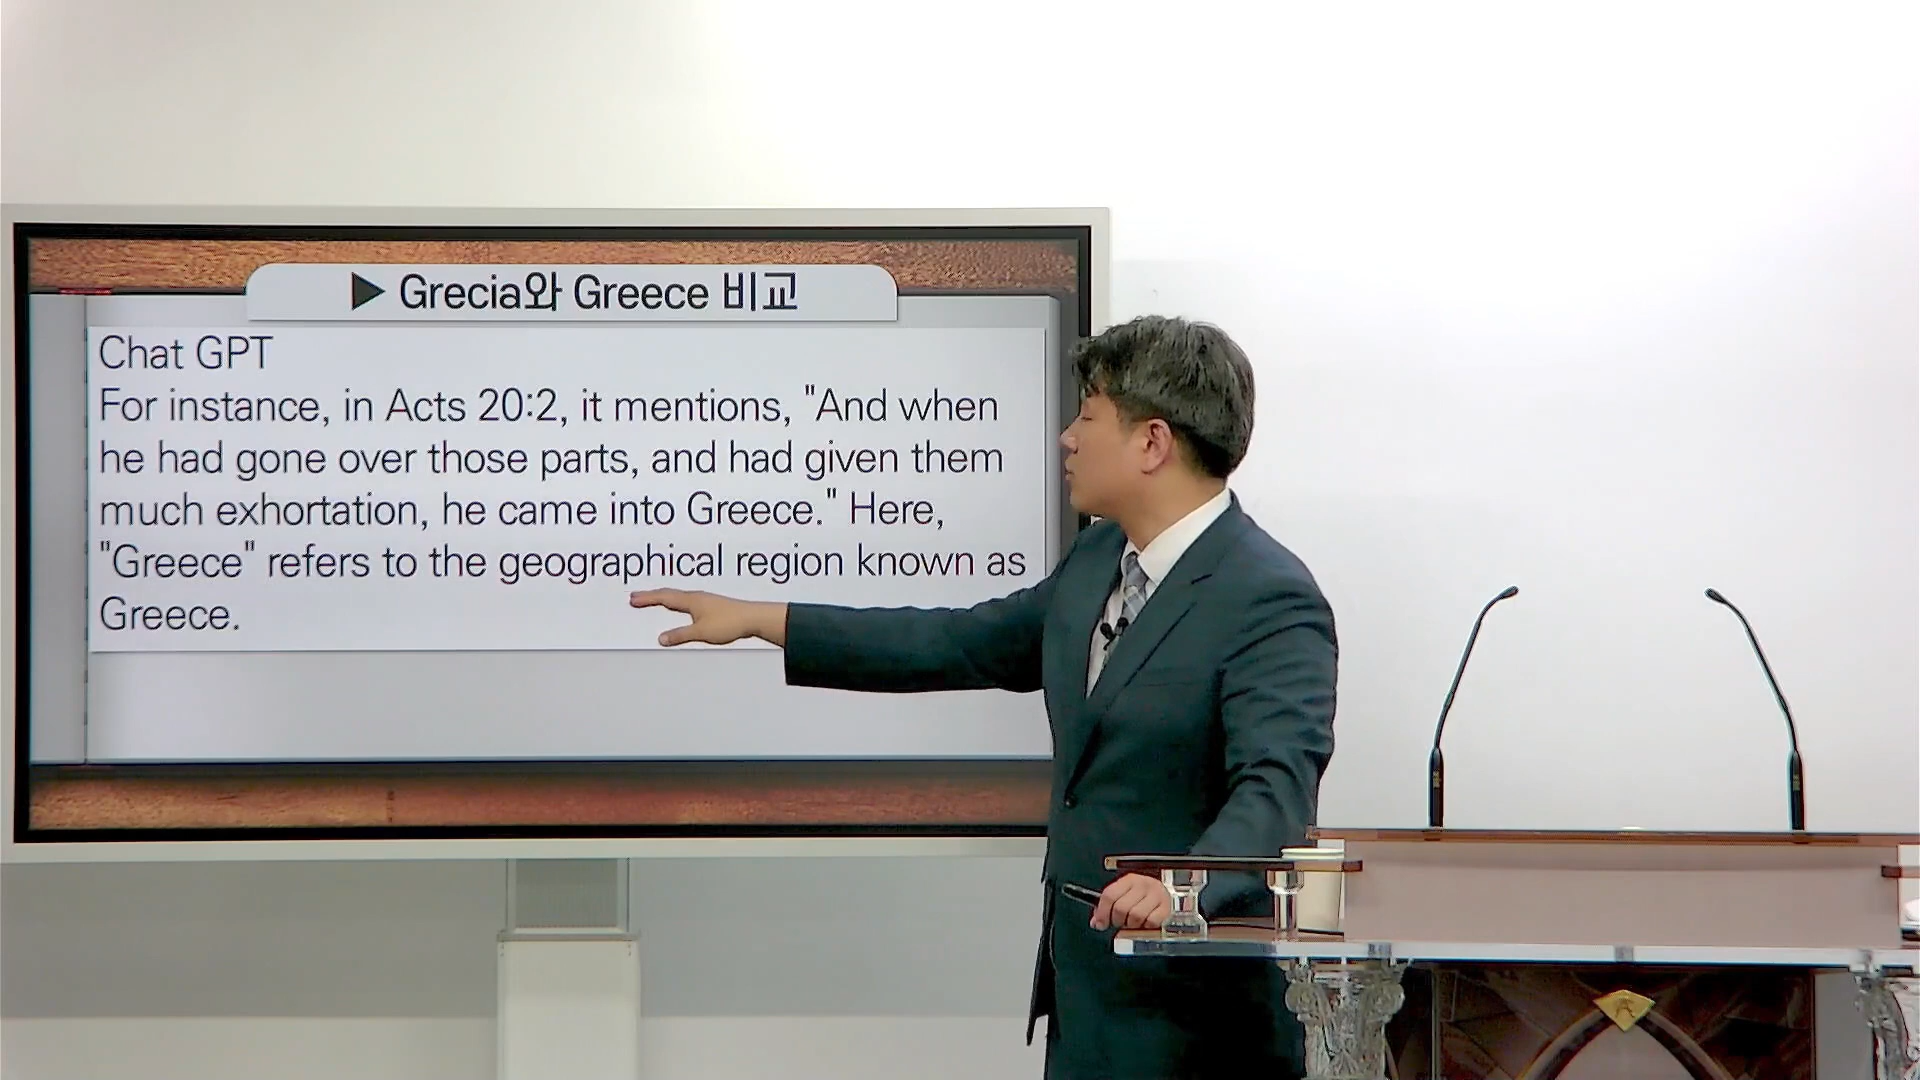 ▶ Grecia와 Greece 비교
Chat GPT
For instance, in Acts 20:2, it mentions, "And when
he had gone over those parts, and had given them
much exhortation, he came into Greece." Here,
"Greece" refers to the geographical region known as
Greece.